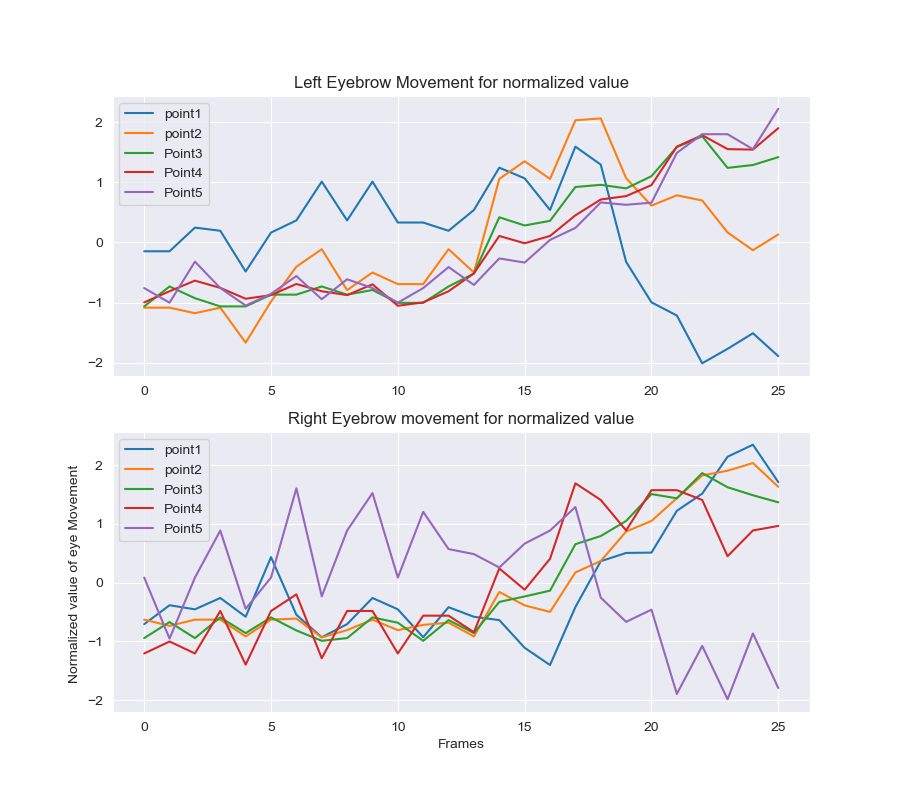 Left Eyebrow Movement for normalized value
point1
point2
Point3
Point4
Point5
2
1
0
−1
−2
0 5 10 15 20 25
Right Eyebrow movement for normalized value
point1
point2
Point3
Point4
Point5
Normalized value of eye Movement
2
1
0
−1
−2
0 5 10 15 20 25
Frames